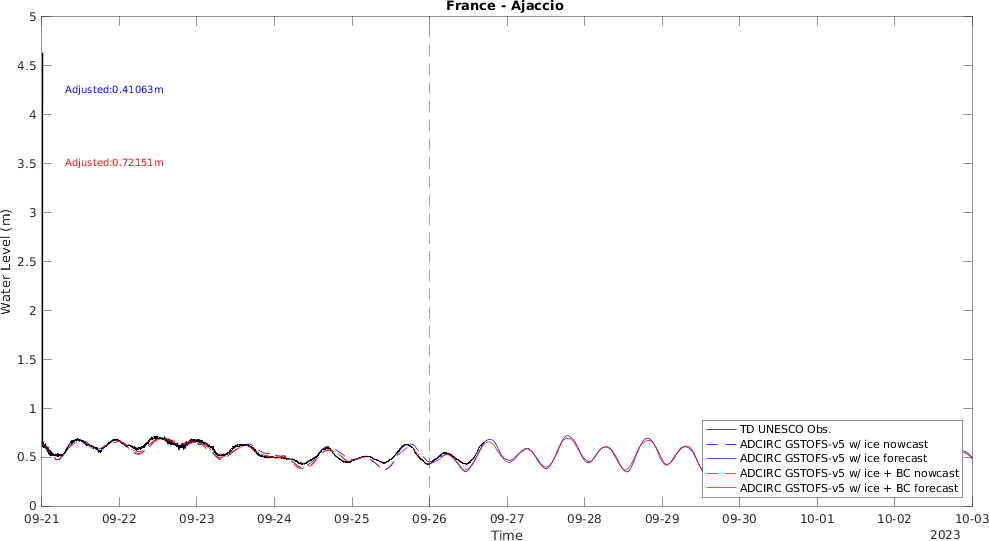 France - Ajaccio
5
4.5
4
3.5
3
2.5
2
1.5
1
0.5
0
Water Level (m)
Adjusted:0.41063m
Adjusted:0.72151m
TD UNESCO Obs.
ADCIRC GSTOFS-v5 w/ ice nowcast
ADCIRC GSTOFS-v5 w/ ice forecast
ADCIRC GSTOFS-v5 w/ ice + BC nowcast
ADCIRC GSTOFS-v5 w/ ice + BC forecast
09-21 09-22 09-23 09-24 09-25 09-26 09-27 09-28 09-29 09-30 10-01 10-02 10-03
Time
2023